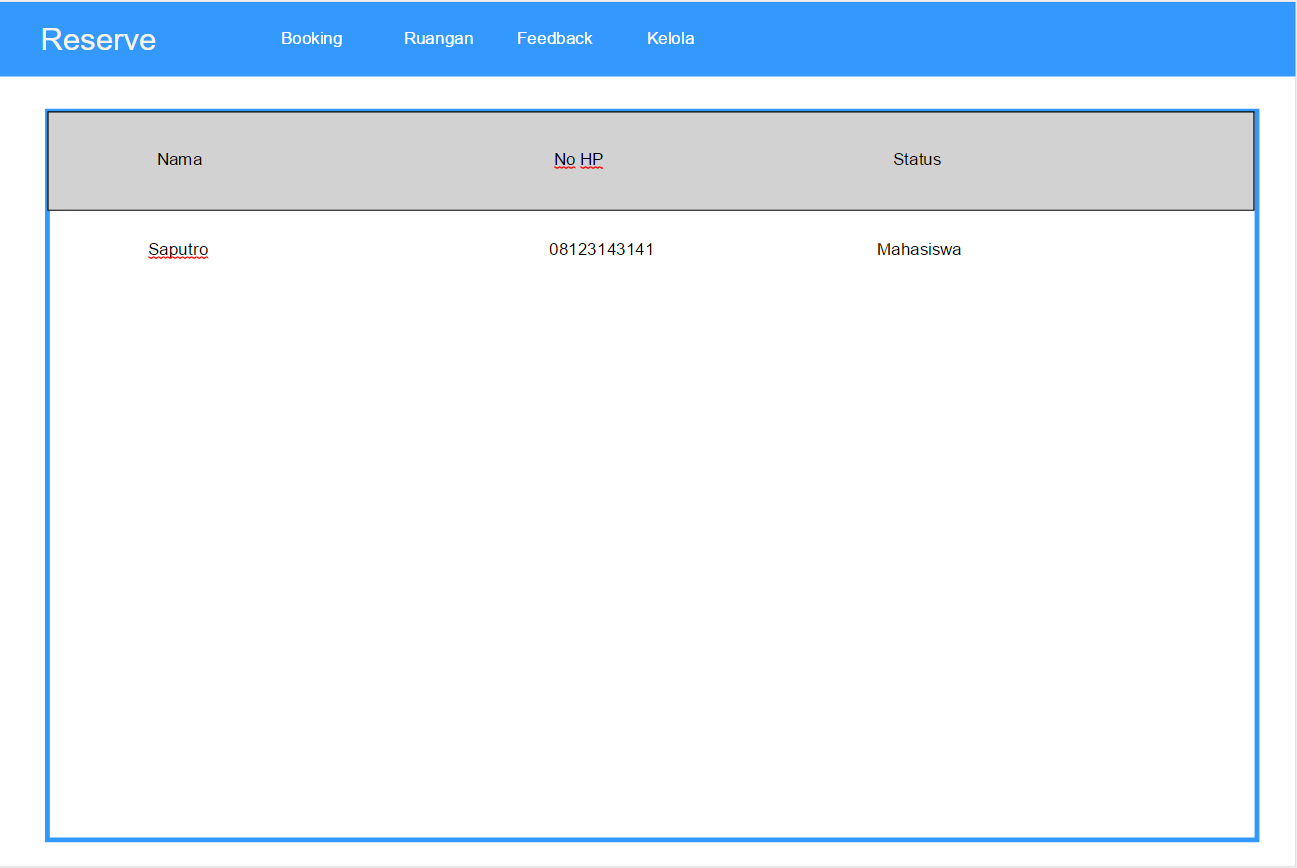 Reserve Booking Ruangan Feedback Kelola
Nama No HP Status
Saputro 08123143141 Mahasiswa